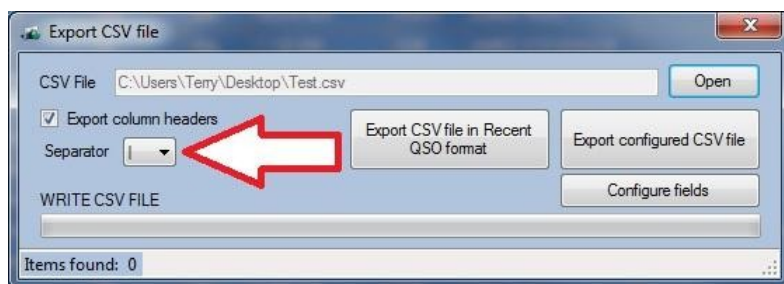 Export CSV file
CSV File C:\Users\Terry\Desktop\Test.csv Open
Export column headers
Separator |
Export CSV file in Recent
QSO format
Export configured CSV file
Configure fields
WRITE CSV FILE
Items found: 0